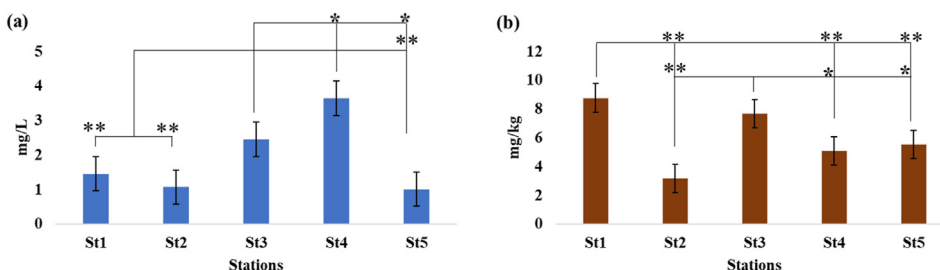 (a)
* *
**
5
4
3
2
1
0
mg/L
** **
St1 St2 St3 St4 St5
Stations
(b)
** ** **
** * *
12
10
8
6
4
2
0
mg/kg
St1 St2 St3 St4 St5
Stations